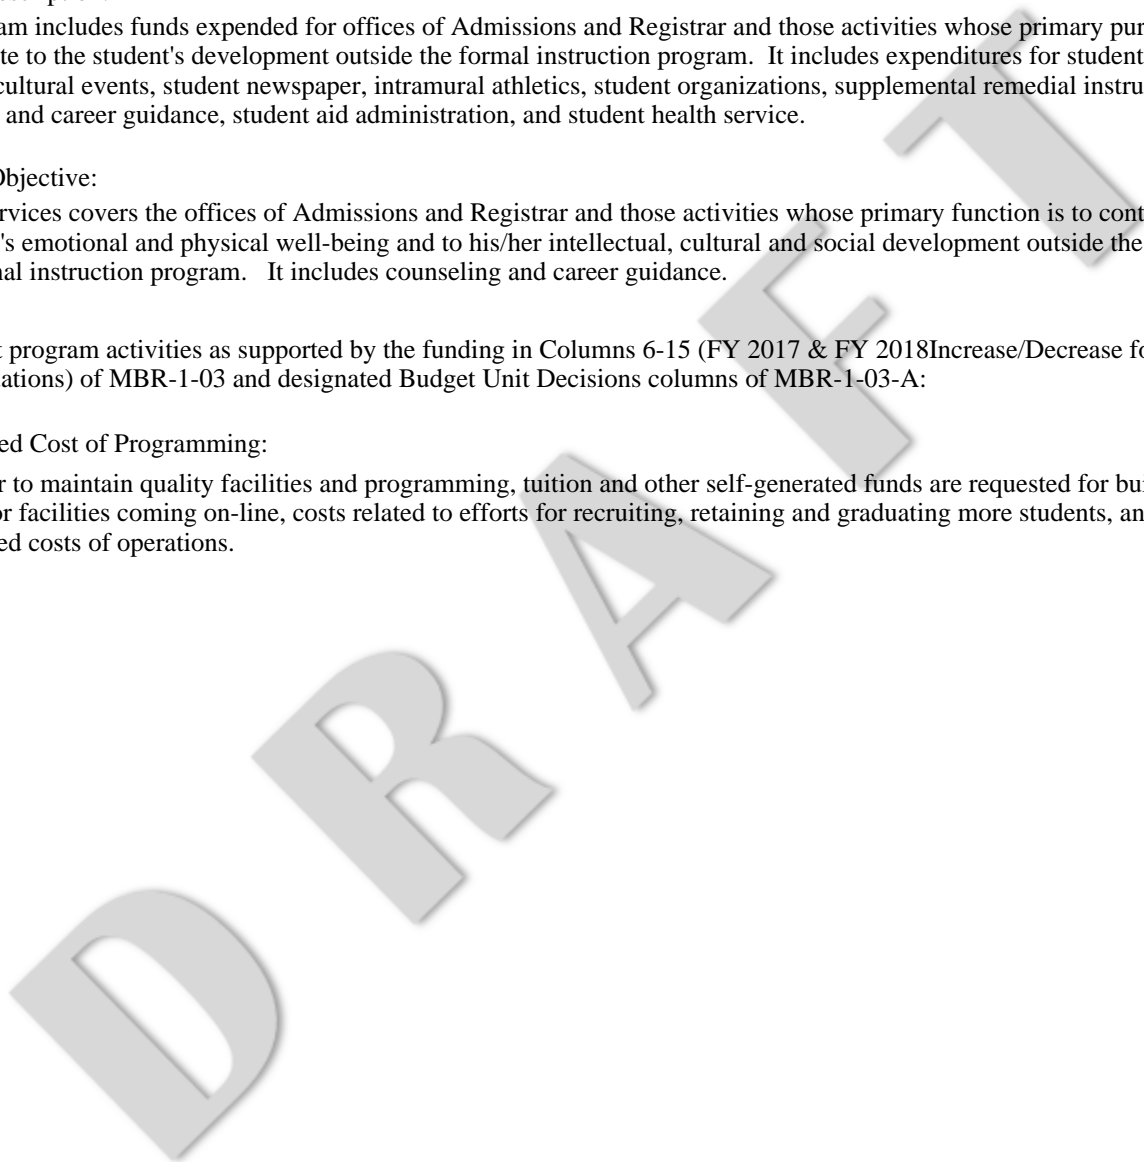 am includes funds expended for offices of Admissions and Registrar and those activities whose primary pur
te to the student's development outside the formal instruction program.  It includes expenditures for student
cultural events, student newspaper, intramural athletics, student organizations, supplemental remedial instru
and career guidance, student aid administration, and student health service.
Objective:
rvices covers the offices of Admissions and Registrar and those activities whose primary function is to cont
's emotional and physical well-being and to his/her intellectual, cultural and social development outside the
nal instruction program.   It includes counseling and career guidance.
t program activities as supported by the funding in Columns 6-15 (FY 2017 & FY 2018Increase/Decrease fo
uations) of MBR-1-03 and designated Budget Unit Decisions columns of MBR-1-03-A:
ed Cost of Programming:
r to maintain quality facilities and programming, tuition and other self-generated funds are requested for bui
or facilities coming on-line, costs related to efforts for recruiting, retaining and graduating more students, an
ed costs of operations.
DRAFT